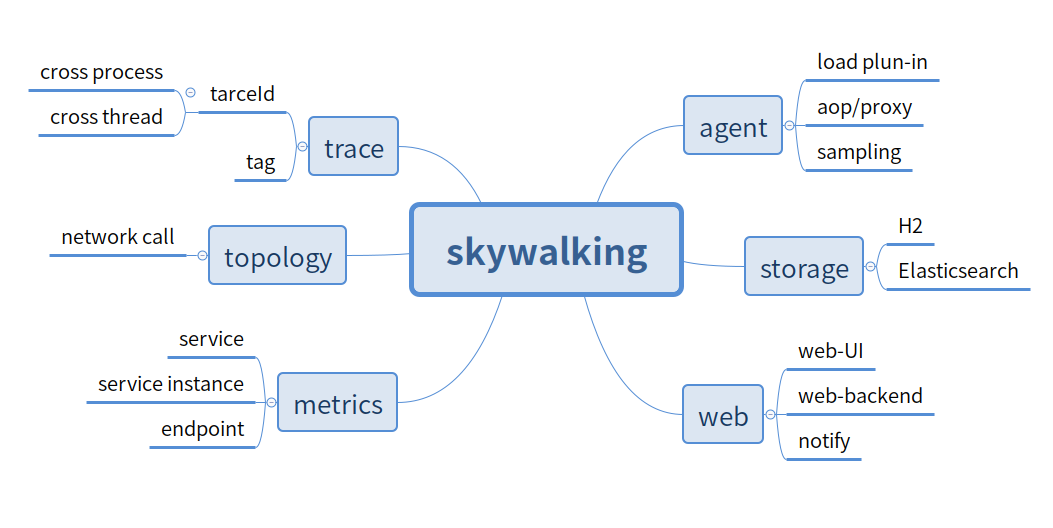 skywalking
trace
tarceId
cross process
cross thread
tag
topology
network call
metrics
service
service instance
endpoint
agent
load plun-in
aop/proxy
sampling
storage
H2
Elasticsearch
web
web-UI
web-backend
notify